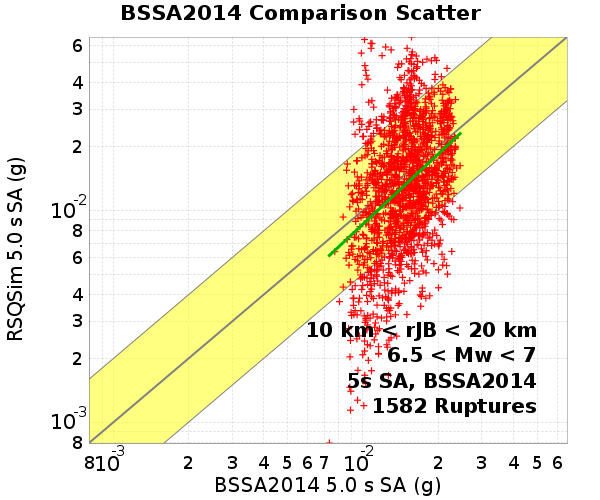 BSSA2014 Comparison Scatter
RSQSim 5.0 s SA (g)
6
4
3
2
10-2
8
6
4
3
2
10-3
8
10 km < rJB < 20 km
6.5 < Mw < 7
5s SA, BSSA2014
1582 Ruptures
8 10-3 2 3 4 5 6 7 10-2 2 3 4 5 6
BSSA2014 5.0 s SA (g)